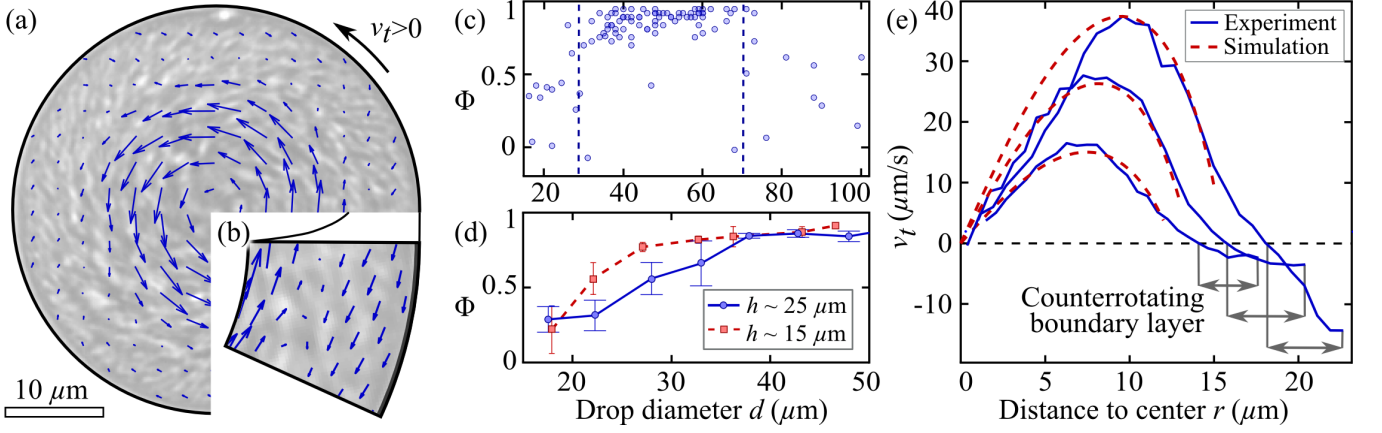 (a)
v_t>0
(b)
10 μm
(c)
1
0.5
0
Φ
20
40
60
80
100
(d)
1
0.5
0
Φ
h ~ 25 μm
h ~ 15 μm
20
30
40
50
Drop diameter d (μm)
(e)
40
30
20
10
0
-10
v_t (μm/s)
Experiment
Simulation
Counterrotating
boundary layer
0
5
10
15
20
Distance to center r (μm)